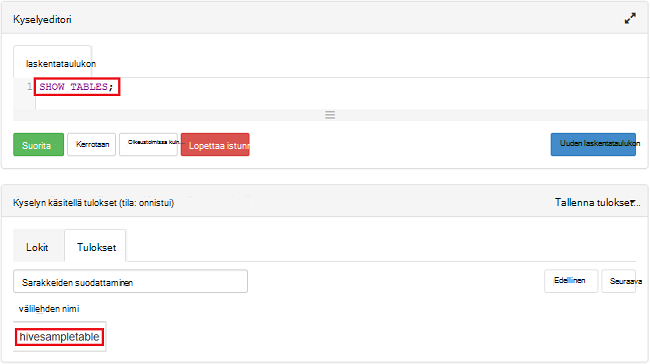 Kyselyeditori
laskentataulukon
1 SHOW TABLES;
Suorita Kerrotaan Oikeustoimissa kuin... Lopettaa istunn Uuden laskentataulukon
Kyselyn käsitellä tulokset (tila: onnistui) Tallenna tulokset...
Lokit Tulokset
Sarakkeiden suodattaminen Edellinen Seuraava
välilehden nimi
hivesampletable